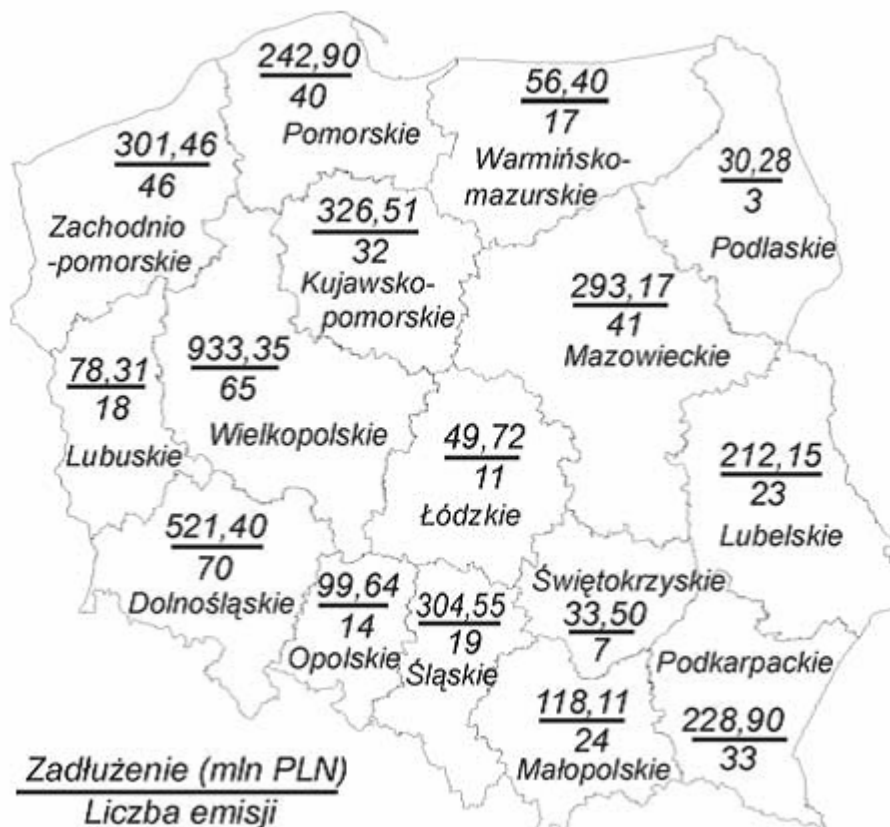 242,90
40
Pomorskie
56,40
17
Warmińsko-
mazurskie
301,46
46
Zachodnio
-pomorskie
30,28
3
Podlaskie
326,51
32
Kujawsko-
pomorskie
293,17
41
Mazowieckie
933,35
65
Wielkopolskie
78,31
18
Lubuskie
49,72
11
Łódzkie
212,15
23
Lubelskie
521,40
70
Dolnośląskie
99,64
14
Opolskie
304,55
19
Śląskie
Świętokrzyskie
33,50
7
Podkarpackie
228,90
33
118,11
24
Małopolskie
Zadłużenie (mln PLN)
Liczba emisji